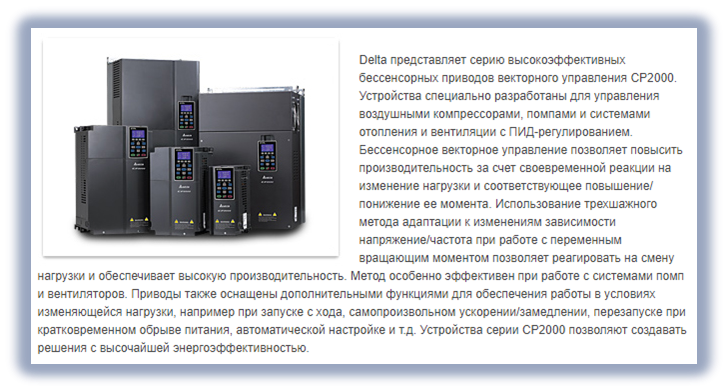 Delta представляет серию высокоэффективных
бессенсорных приводов векторного управления CP2000.
Устройства специально разработаны для управления
воздушными компрессорами, помпами и системами
отопления и вентиляции с ПИД-регулированием.
Бессенсорное векторное управление позволяет повысить
производительность за счет своевременной реакции на
изменение нагрузки и соответствующее повышение/
понижение ее момента. Использование трехшажного
метода адаптации к изменениям зависимости
напряжение/частота при работе с переменным
вращающим моментом позволяет реагировать на смену
нагрузки и обеспечивает высокую производительность. Метод особенно эффективен при работе с системами помп
и вентиляторов. Приводы также оснащены дополнительными функциями для обеспечения работы в условиях
изменяющейся нагрузки, например при запуске с хода, самопроизвольном ускорении/замедлении, перезапуске при
кратковременном обрыве питания, автоматической настройке и т.д. Устройства серии CP2000 позволяют создавать
решения с высочайшей энергоэффективностью.